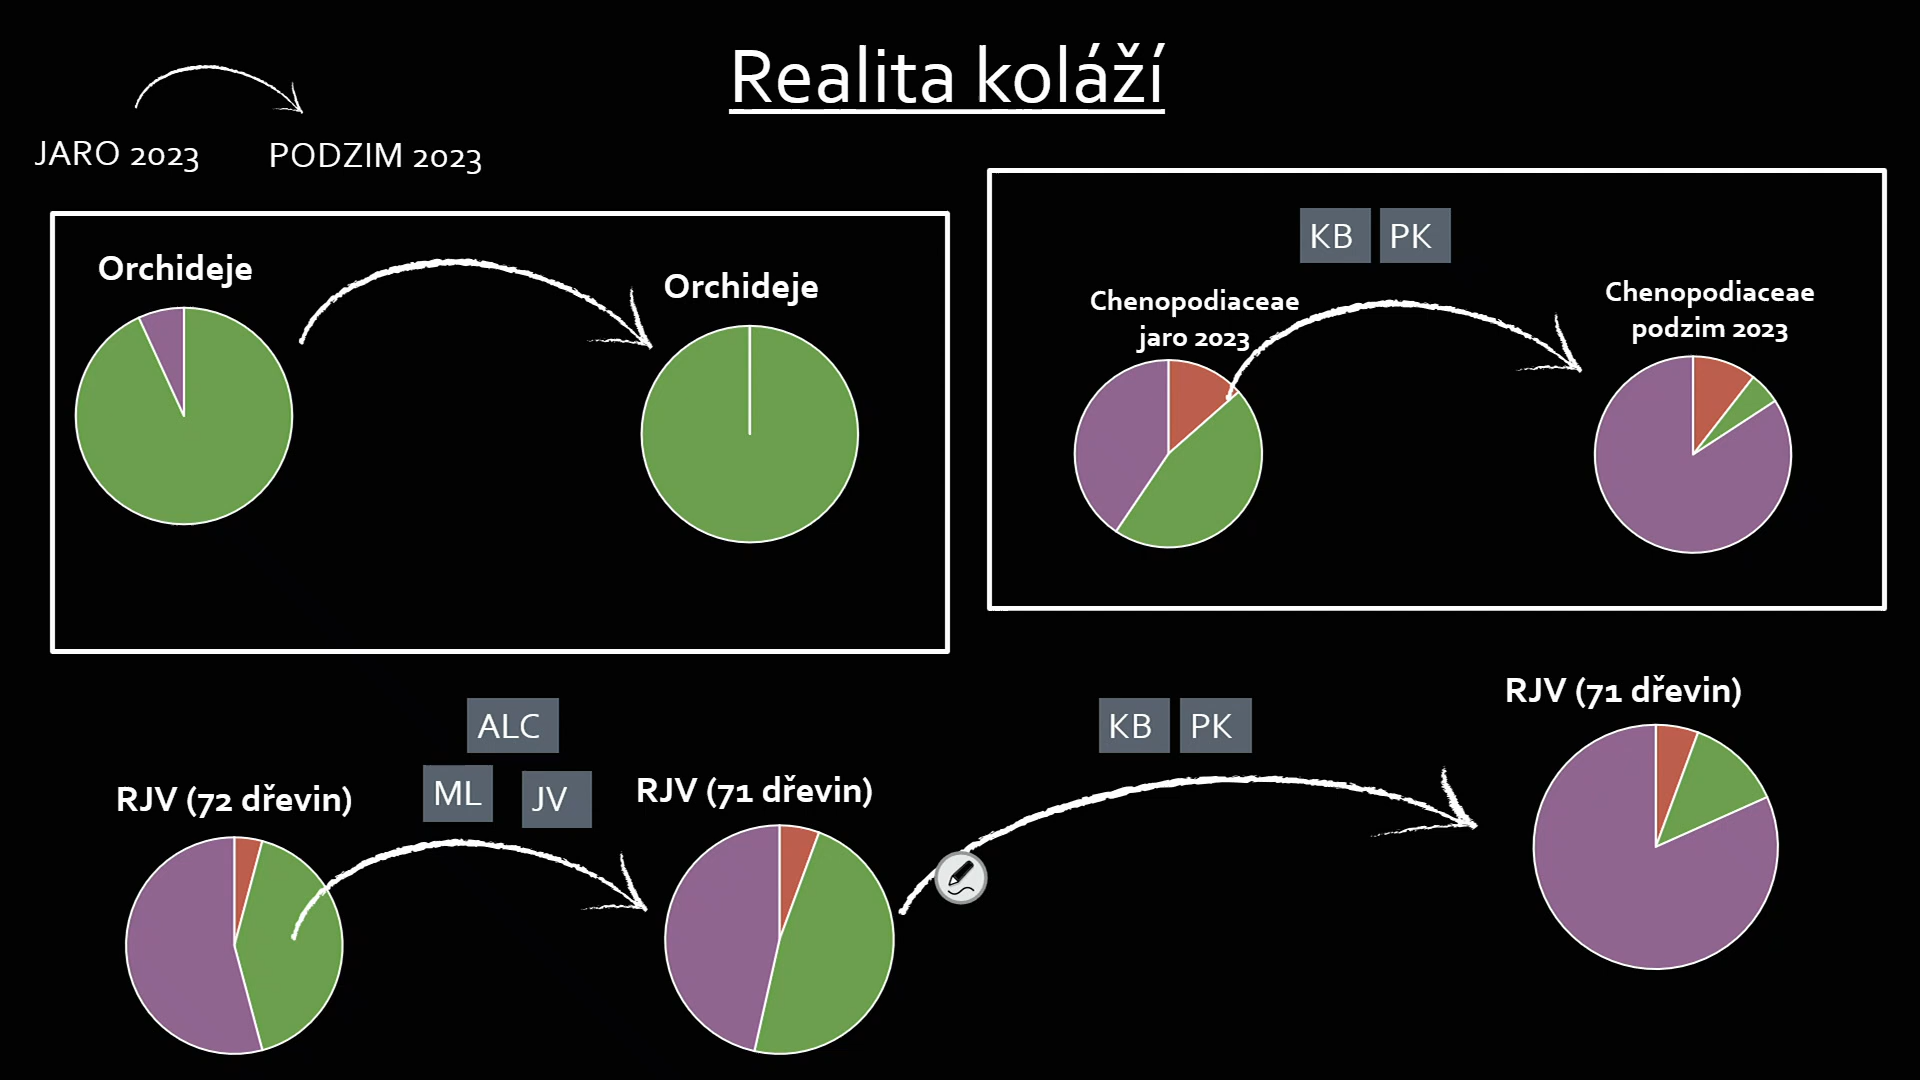 Realita koláží
JARO 2023
PODZIM 2023
Orchideje
Orchideje
KB
PK
Chenopodiaceae
jaro 2023
Chenopodiaceae
podzim 2023
RJV (72 dřevin)
ALC
ML
JV
RJV (71 dřevin)
KB
PK
RJV (71 dřevin)